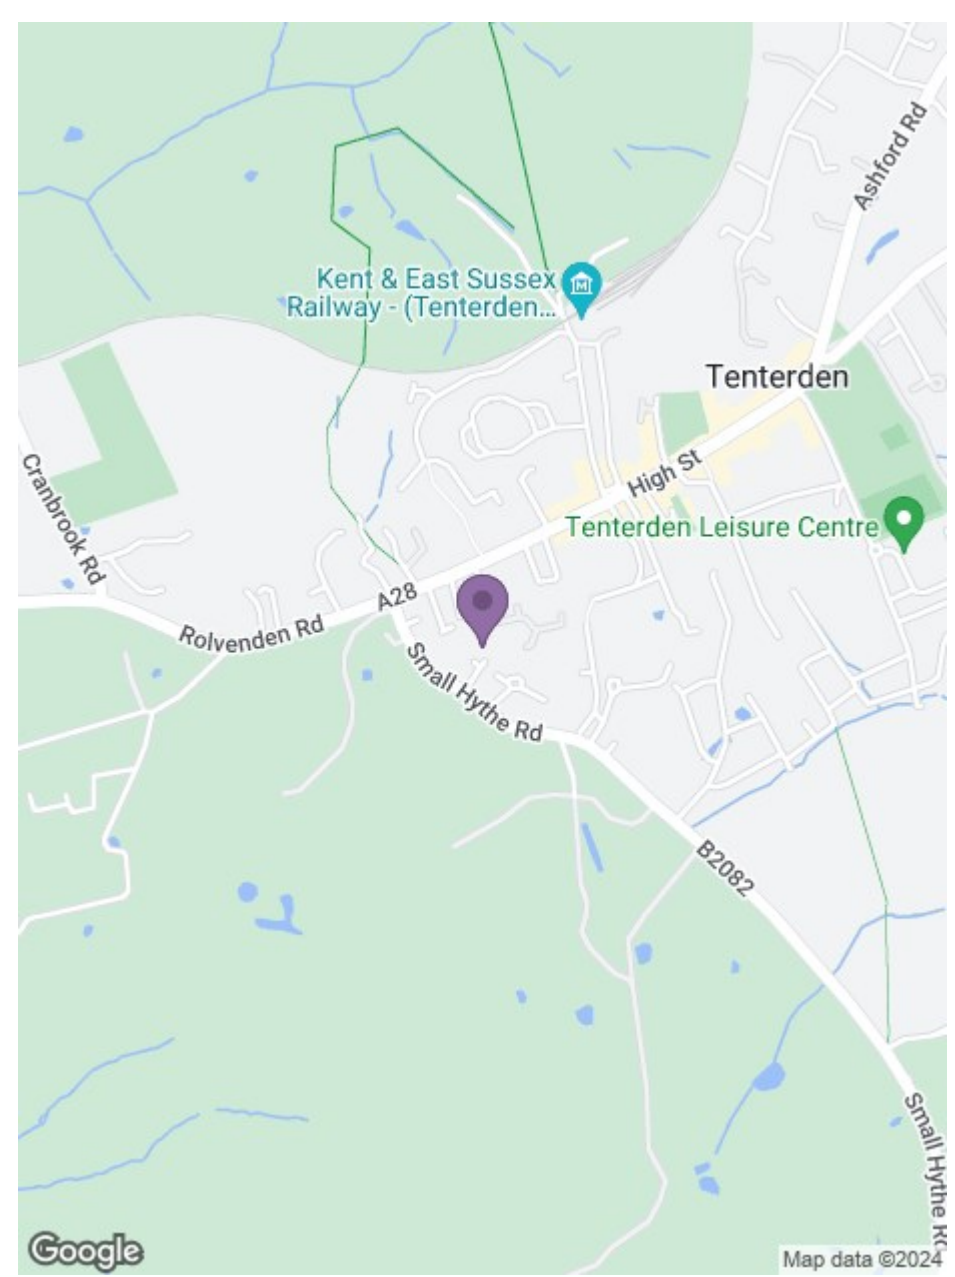 Ashford Rd
Kent & East Sussex
Railway - (Tenterden...
Tenterden
High St
Cranbrook Rd
Tenterden Leisure Centre
A28
Rolvenden Rd
Small Hythe Rd
B2082
Small Hythe Rd
Google
Map data ©2024